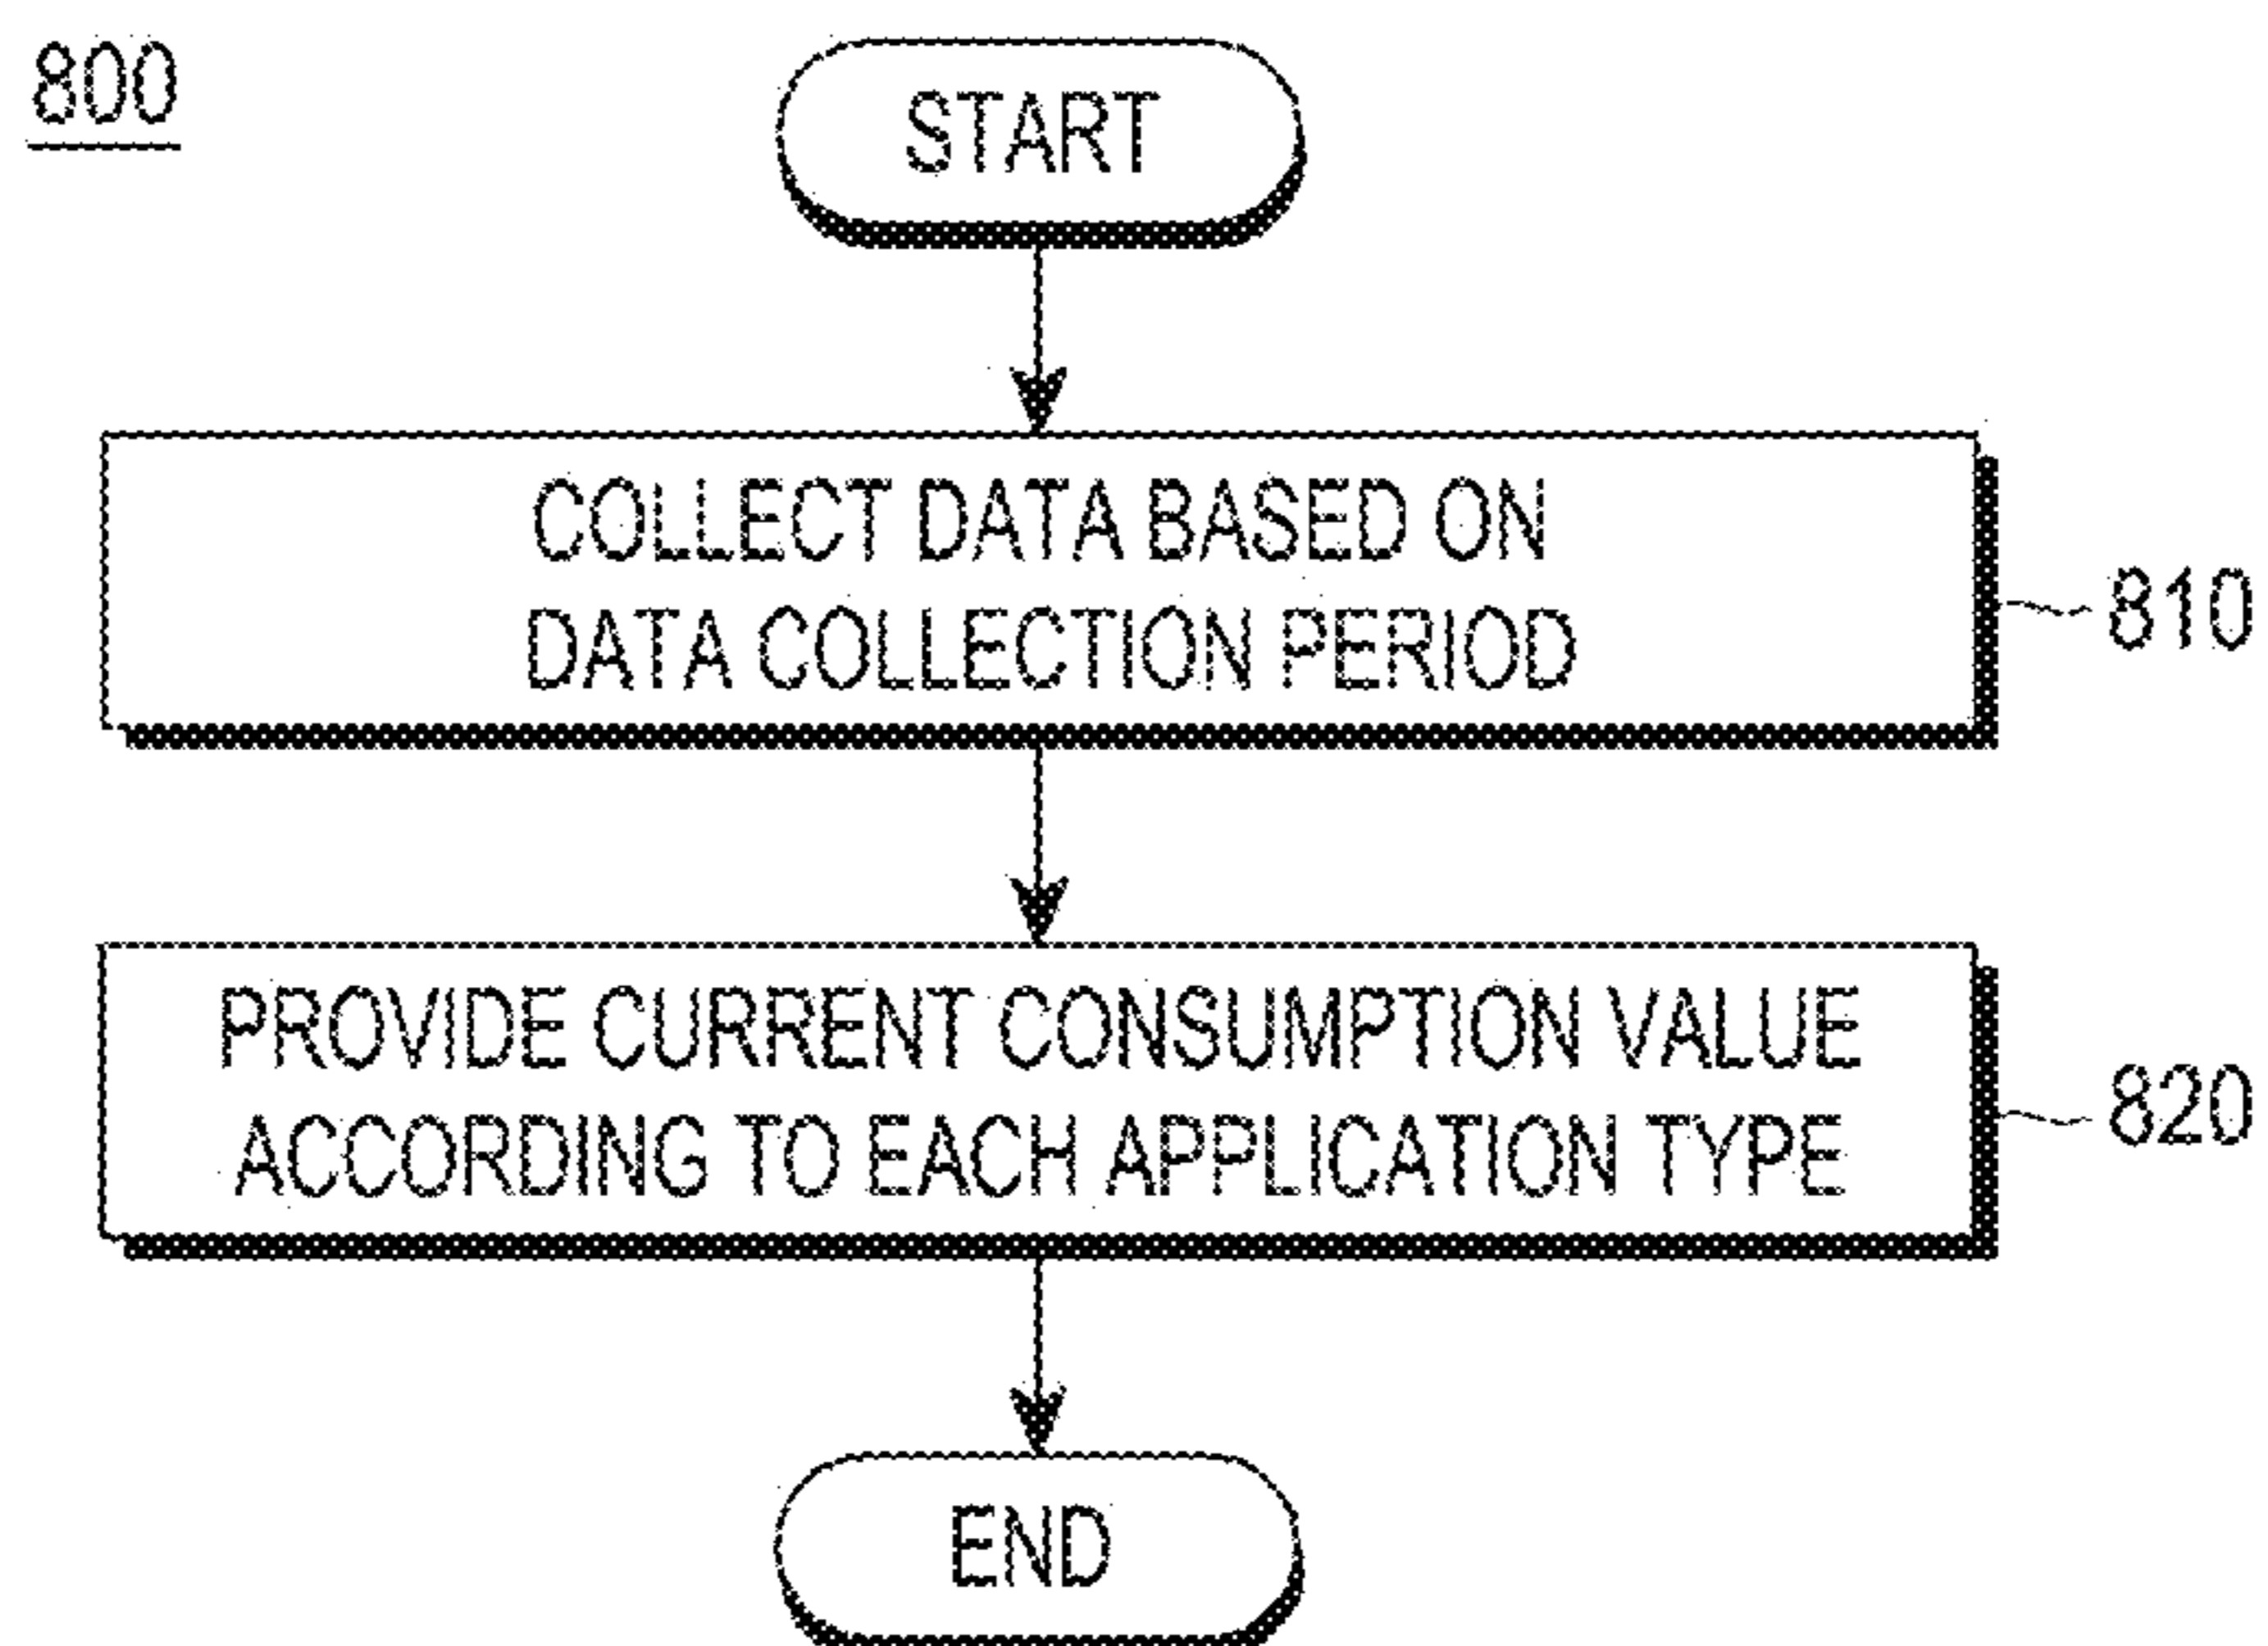 800
START
COLLECT DATA BASED ON
DATA COLLECTION PERIOD
810
PROVIDE CURRENT CONSUMPTION VALUE
ACCORDING TO EACH APPLICATION TYPE
820
END